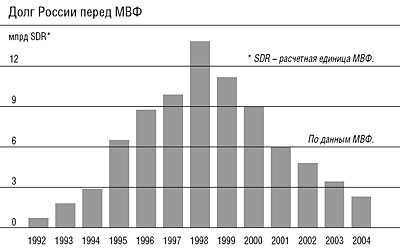 Долг России перед МВФ
млрд SDR*
12
* SDR – расчетная единица МВФ.
9
По данным МВФ.
6
3
0
1992 1993 1994 1995 1996 1997 1998 1999 2000 2001 2002 2003 2004